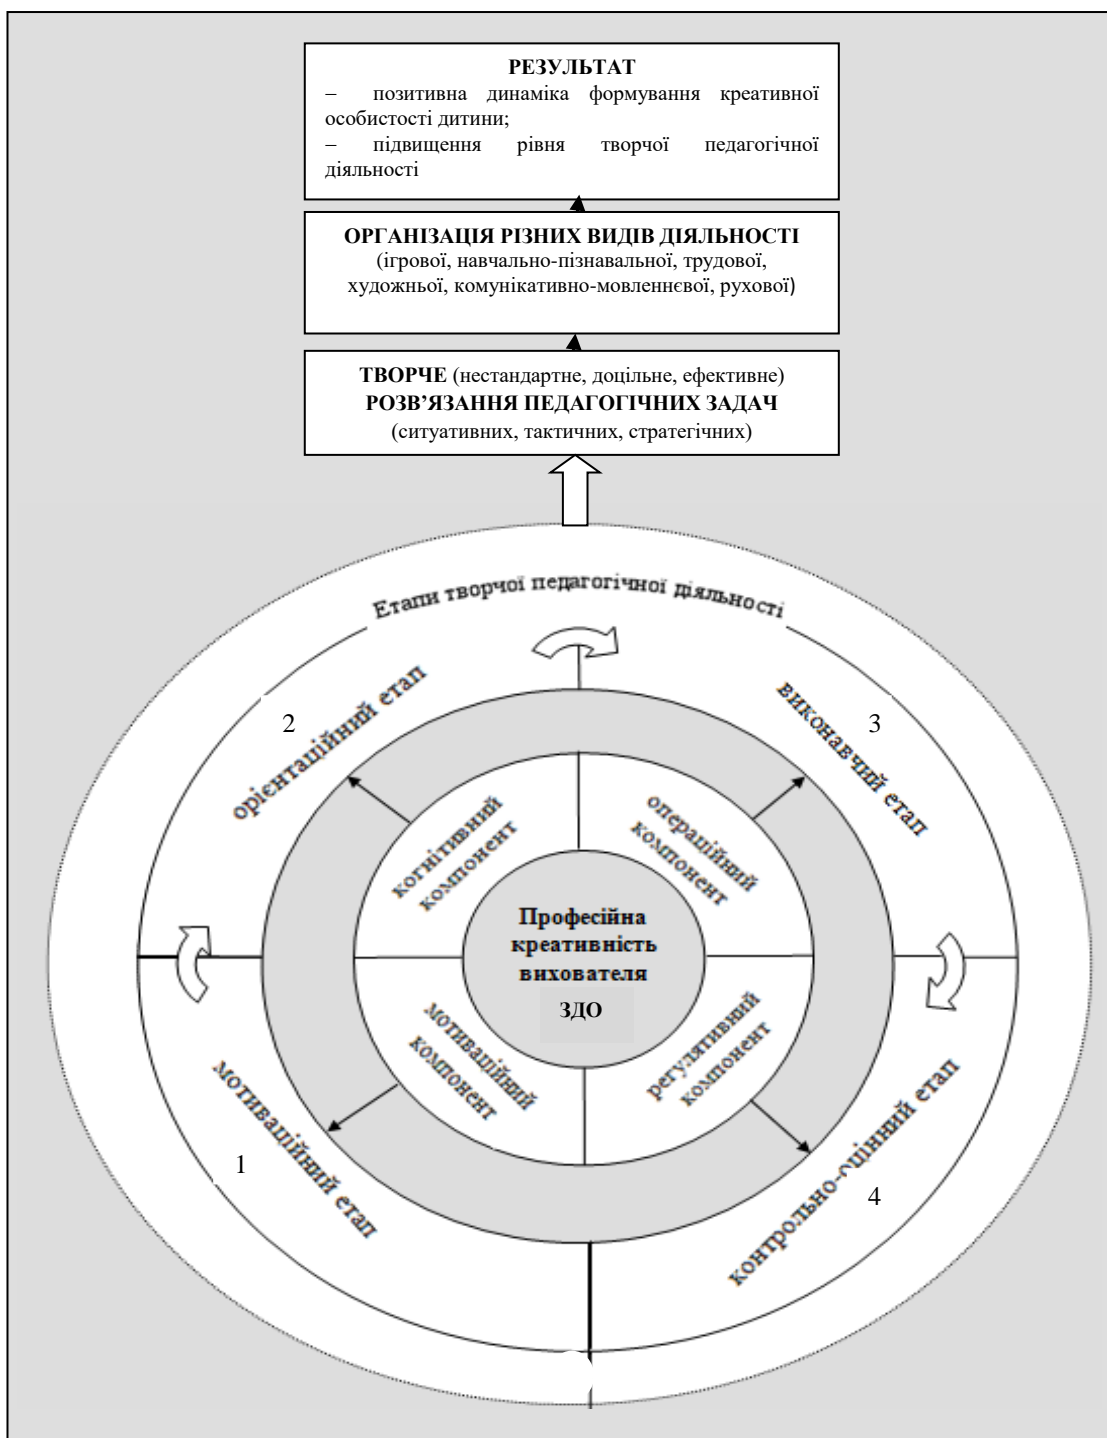 РЕЗУЛЬТАТ
– позитивна динаміка формування креативної
особистості дитини;
– підвищення рівня творчої педагогічної
діяльності
ОРГАНІЗАЦІЯ РІЗНИХ ВИДІВ ДІЯЛЬНОСТІ
(ігрової, навчально-пізнавальної, трудової,
художньої, комунікативно-мовленнєвої, рухової)
ТВОРЧЕ (нестандартне, доцільне, ефективне)
РОЗВ’ЯЗАННЯ ПЕДАГОГІЧНИХ ЗАДАЧ
(ситуативних, тактичних, стратегічних)
Етапи творчої педагогічної діяльності
2
орієнтаційний етап
3
виконавчий етап
когнітивний
компонент
операційний
компонент
Професійна
креативність
вихователя
ЗДО
мотиваційний
компонент
регулятивний
компонент
1
мотиваційний етап
4
контрольно-оцінний етап